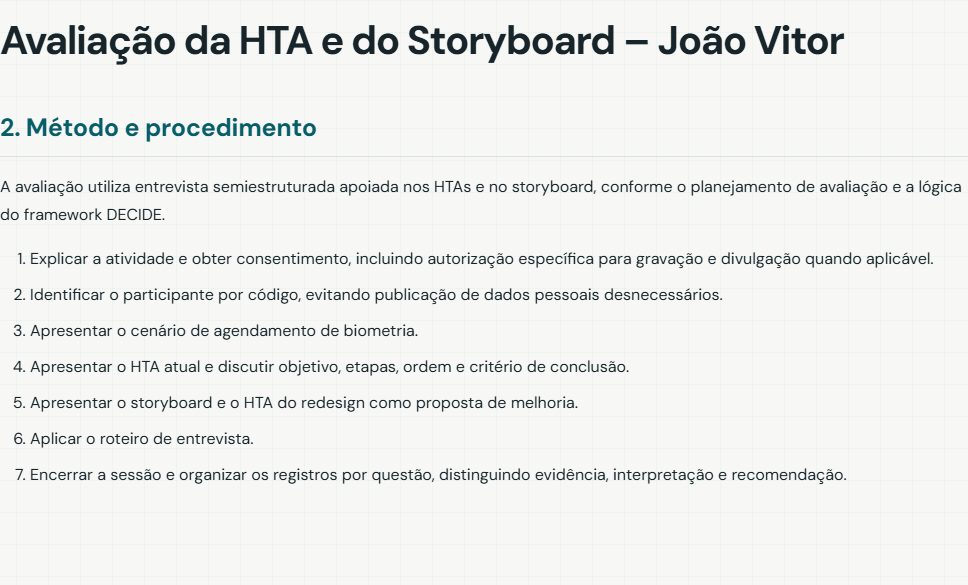 Avaliação da HTA e do Storyboard – João Vitor
2. Método e procedimento
A avaliação utiliza entrevista semiestruturada apoiada nos HTAs e no storyboard, conforme o planejamento de avaliação e a lógica
do framework DECIDE.
1. Explicar a atividade e obter consentimento, incluindo autorização específica para gravação e divulgação quando aplicável.
2. Identificar o participante por código, evitando publicação de dados pessoais desnecessários.
3. Apresentar o cenário de agendamento de biometria.
4. Apresentar o HTA atual e discutir objetivo, etapas, ordem e critério de conclusão.
5. Apresentar o storyboard e o HTA do redesign como proposta de melhoria.
6. Aplicar o roteiro de entrevista.
7. Encerrar a sessão e organizar os registros por questão, distinguindo evidência, interpretação e recomendação.